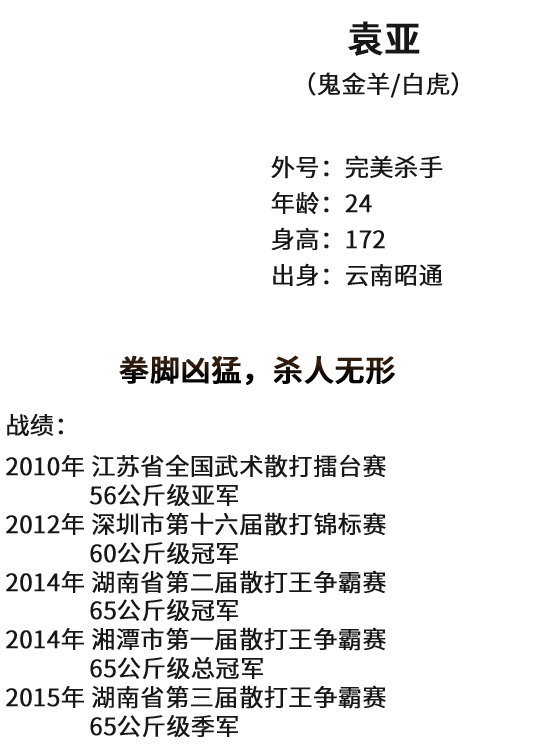 袁亚
（鬼金羊/白虎）
外号：完美杀手
年龄：24
身高：172
出身：云南昭通
拳脚凶猛，杀人无形
战绩：
2010年 江苏省全国武术散打擂台赛
56公斤级亚军
2012年 深圳市第十六届散打锦标赛
60公斤级冠军
2014年 湖南省第二届散打王争霸赛
65公斤级冠军
2014年 湘潭市第一届散打王争霸赛
65公斤级总冠军
2015年 湖南省第三届散打王争霸赛
65公斤级季军